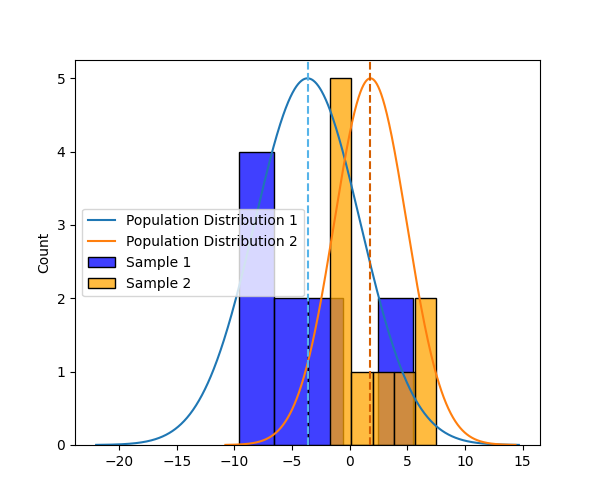 5
4
3
2
1
0
Count
Population Distribution 1
Population Distribution 2
Sample 1
Sample 2
−20 −15 −10 −5 0 5 10 15